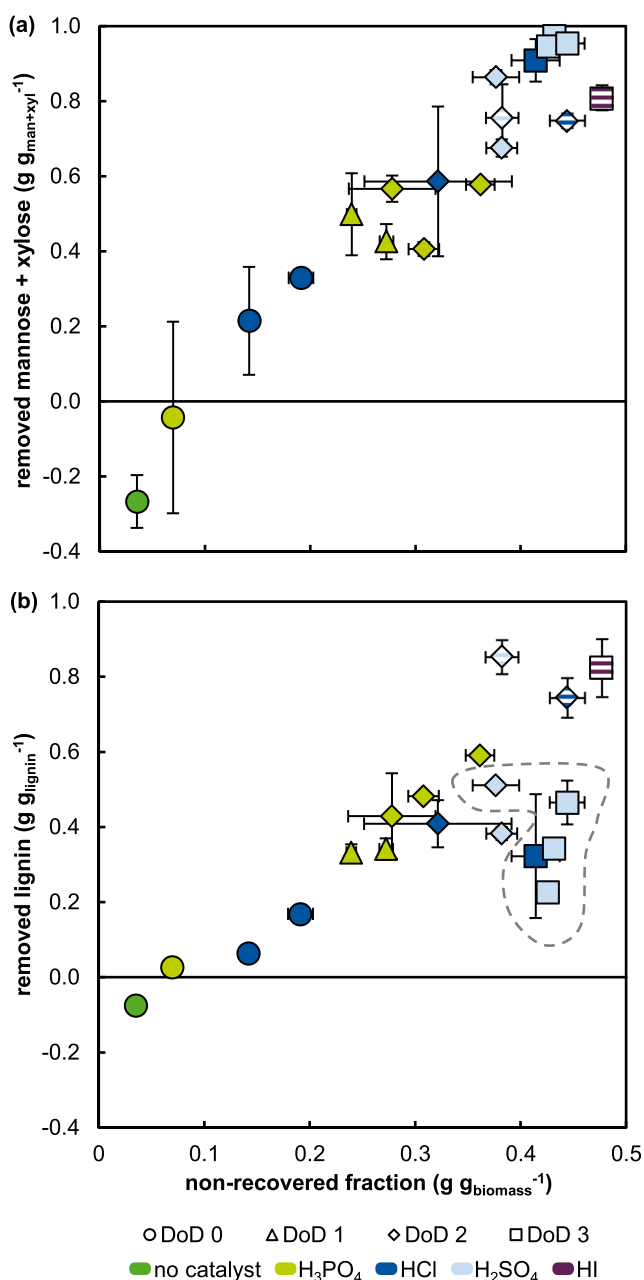 (a)
removed mannose + xylose (g g_man+xyl⁻¹)
1.0
0.8
0.6
0.4
0.2
0.0
-0.2
-0.4
(b)
removed lignin (g g_lignin⁻¹)
1.0
0.8
0.6
0.4
0.2
0.0
-0.2
-0.4
0 0.1 0.2 0.3 0.4 0.5
non-recovered fraction (g g_biomass⁻¹)
DoD 0 DoD 1 DoD 2 DoD 3
no catalyst H₃PO₄ HCl H₂SO₄ HI